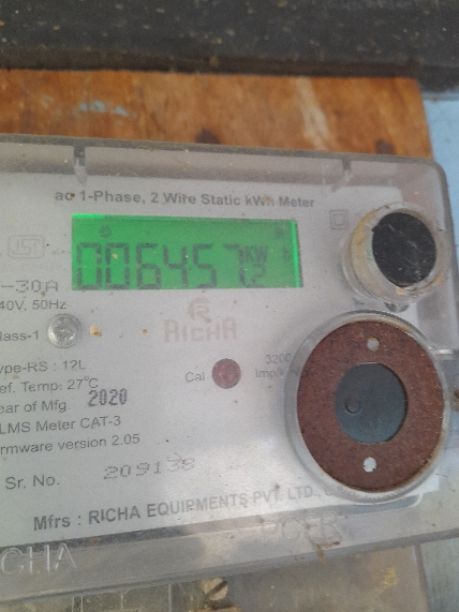 ac 1-Phase, 2 Wire Static kWh Meter
006457 KW h
-30A
40V, 50Hz
lass-1
RICHA
ype-RS : 12L
Cal
3200
ef. Temp: 27°C
ear of Mfg 2020
LMS Meter CAT-3
irmware version 2.05
Sr. No. 209138
Mfrs : RICHA EQUIPMENTS PVT. LTD.,